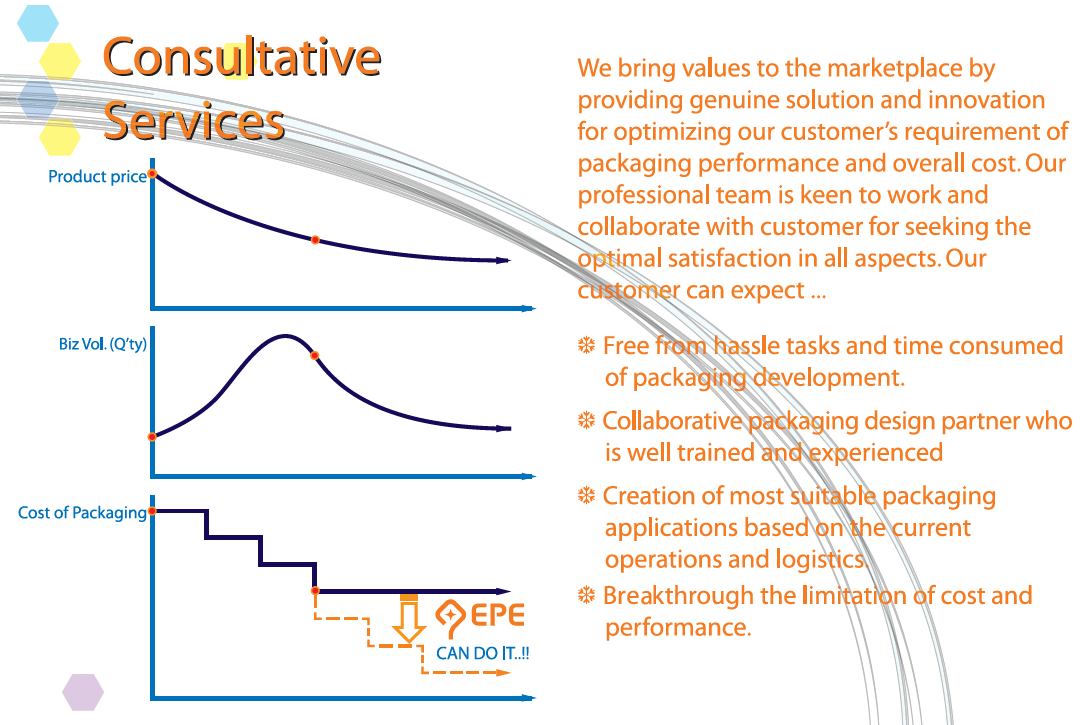 Consultative
Services
Product price
Biz Vol. (Q'ty)
Cost of Packaging
EPE
CAN DO IT..!!
We bring values to the marketplace by
providing genuine solution and innovation
for optimizing our customer's requirement of
packaging performance and overall cost. Our
professional team is keen to work and
collaborate with customer for seeking the
optimal satisfaction in all aspects. Our
customer can expect ...
❄ Free from hassle tasks and time consumed
of packaging development.
❄ Collaborative packaging design partner who
is well trained and experienced
❄ Creation of most suitable packaging
applications based on the current
operations and logistics.
❄ Breakthrough the limitation of cost and
performance.